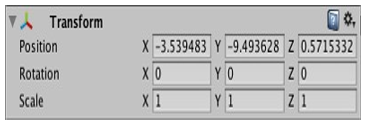 Transform
Position X -3.539483 Y -9.493628 Z 0.5715332
Rotation X 0 Y 0 Z 0
Scale X 1 Y 1 Z 1